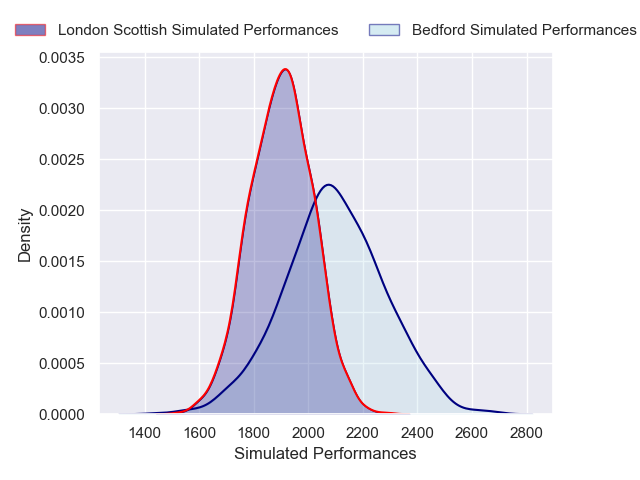 London Scottish Simulated Performances
Bedford Simulated Performances
0.0035
0.0030
0.0025
0.0020
0.0015
0.0010
0.0005
0.0000
Density
1400 1600 1800 2000 2200 2400 2600 2800
Simulated Performances